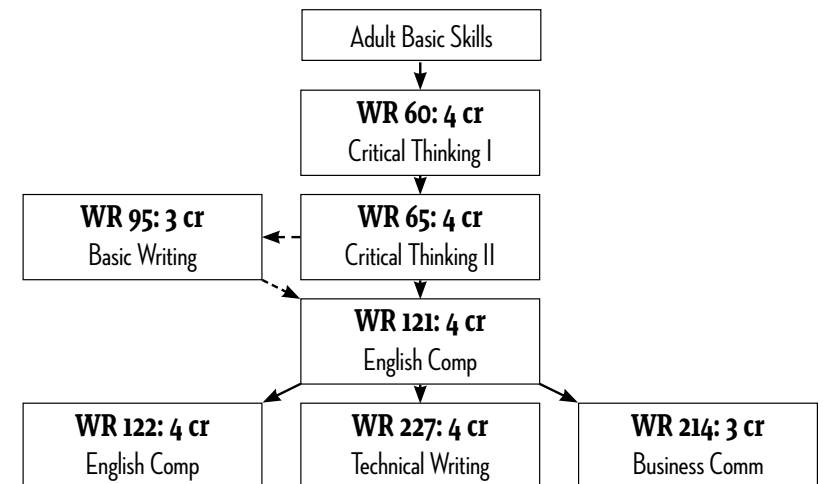 Adult Basic Skills
WR 60: 4 cr
Critical Thinking I
WR 95: 3 cr
Basic Writing
WR 65: 4 cr
Critical Thinking II
WR 121: 4 cr
English Comp
WR 122: 4 cr
English Comp
WR 227: 4 cr
Technical Writing
WR 214: 3 cr
Business Comm